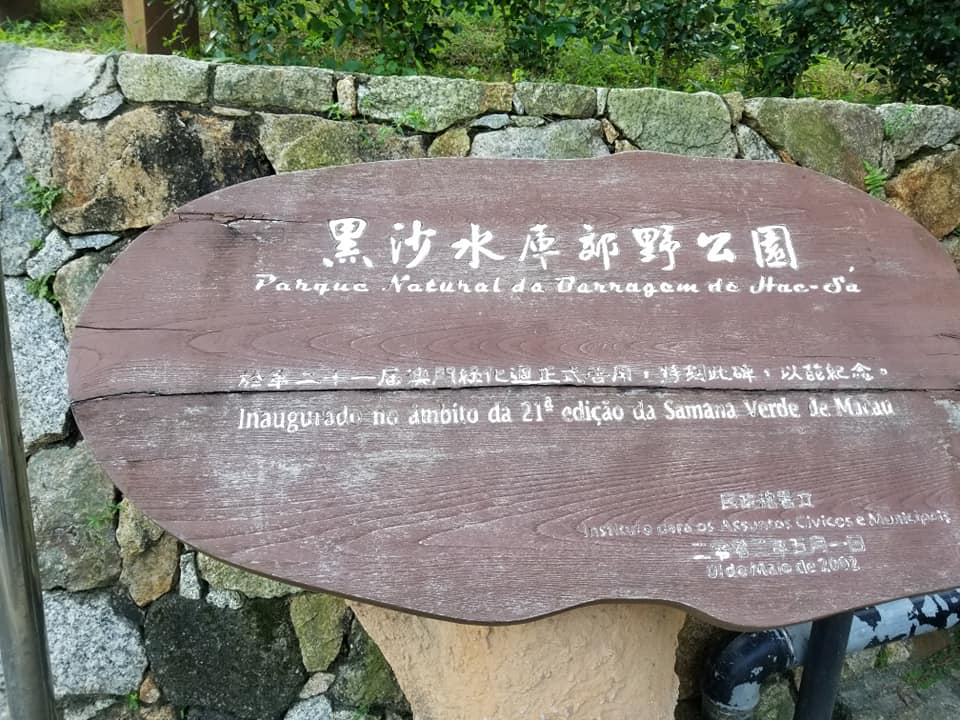 黑沙水庫郊野公園
Parque Natural da Barragem de Hac-Sá
於第二十一屆澳門綠化週正式啓用，特刻此碑，以誌紀念。
Inaugurado no âmbito da 21ª edição da Samana Verde de Macau
民政總署立
Instituto para os Assuntos Cívicos e Municipais
二零零二年五月一日
01 de Maio de 2002